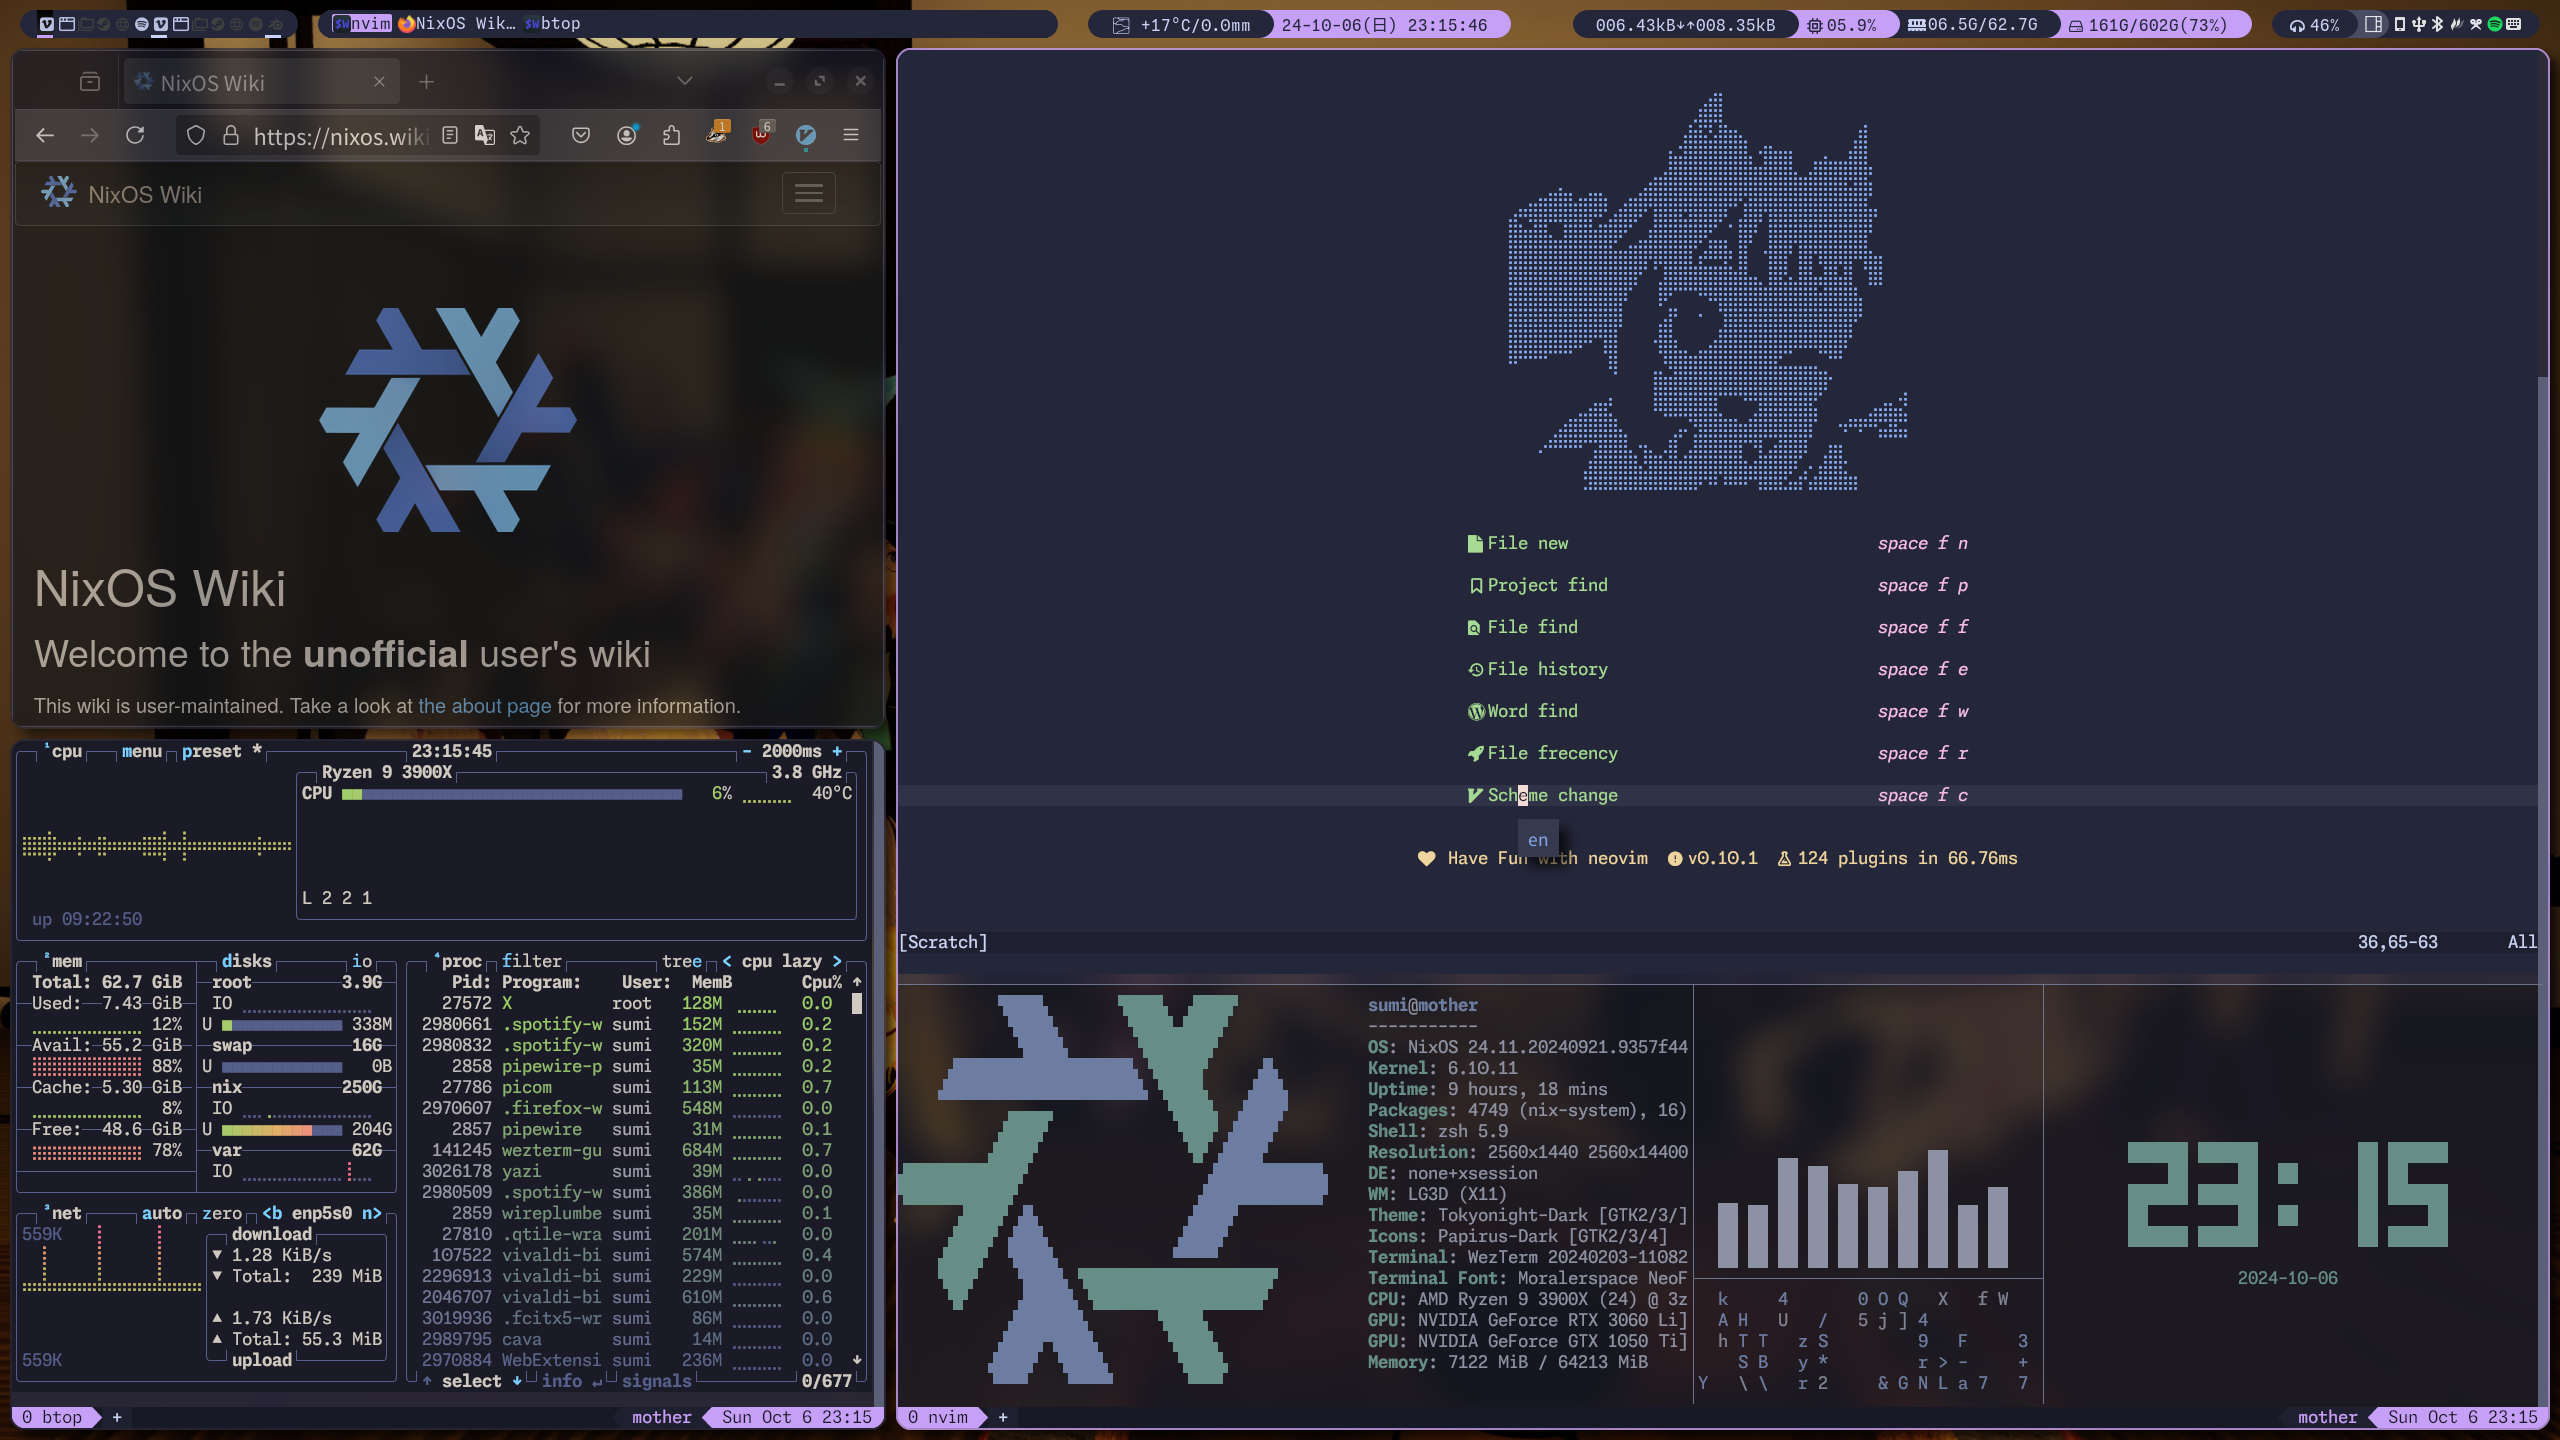 nvim NixOS Wik… btop
+17°C/0.0mm 24-10-06(日) 23:15:46
006.43kB↓↑008.35kB 05.9% 06.5G/62.7G 161G/602G(73%) 46%
NixOS Wiki
https://nixos.wiki
1 6
NixOS Wiki
NixOS Wiki
Welcome to the unofficial user's wiki
This wiki is user-maintained. Take a look at the about page for more information.
¹cpu menu preset * 23:15:45 - 2000ms +
Ryzen 9 3900X 3.8 GHz
CPU 6% 40°C
L 2 2 1
up 09:22:50
²mem disks io
Total: 62.7 GiB root 3.9G
Used: 7.43 GiB IO
12% U 338M
Avail: 55.2 GiB swap 16G
88% U 0B
Cache: 5.30 GiB nix 250G
8% IO
Free: 48.6 GiB U 204G
78% var 62G
IO
³net auto zero <b enp5s0 n>
559K download
▼ 1.28 KiB/s
▼ Total: 239 MiB
▲ 1.73 KiB/s
▲ Total: 55.3 MiB
559K upload
⁴proc filter tree < cpu lazy >
Pid: Program: User: MemB Cpu% ↑
27572 X root 128M 0.0
2980661 .spotify-w sumi 152M 0.2
2980832 .spotify-w sumi 320M 0.2
2858 pipewire-p sumi 35M 0.2
27786 picom sumi 113M 0.7
2970607 .firefox-w sumi 548M 0.0
2857 pipewire sumi 31M 0.1
141245 wezterm-gu sumi 684M 0.7
3026178 yazi sumi 39M 0.0
2980509 .spotify-w sumi 386M 0.0
2859 wireplumbe sumi 35M 0.1
27810 .qtile-wra sumi 201M 0.0
107522 vivaldi-bi sumi 574M 0.4
2296913 vivaldi-bi sumi 229M 0.0
2046707 vivaldi-bi sumi 610M 0.6
3019936 .fcitx5-wr sumi 86M 0.0
2989795 cava sumi 14M 0.0
2970884 WebExtensi sumi 236M 0.0 ↓
↑ select ↓ info ↵ signals 0/677
0 btop + mother Sun Oct 6 23:15
File new space f n
Project find space f p
File find space f f
File history space f e
Word find space f w
File frecency space f r
Scheme change space f c
en
Have Fun with neovim v0.10.1 124 plugins in 66.76ms
[Scratch] 36,65-63 All
sumi@mother
-----------
OS: NixOS 24.11.20240921.9357f44
Kernel: 6.10.11
Uptime: 9 hours, 18 mins
Packages: 4749 (nix-system), 16)
Shell: zsh 5.9
Resolution: 2560x1440 2560x14400
DE: none+xsession
WM: LG3D (X11)
Theme: Tokyonight-Dark [GTK2/3/]
Icons: Papirus-Dark [GTK2/3/4]
Terminal: WezTerm 20240203-11082
Terminal Font: Moralerspace NeoF
CPU: AMD Ryzen 9 3900X (24) @ 3z
GPU: NVIDIA GeForce RTX 3060 Li]
GPU: NVIDIA GeForce GTX 1050 Ti]
Memory: 7122 MiB / 64213 MiB
k 4 0 O Q X f W
A H U / 5 j ] 4
h T T z S 9 F 3
S B y * r > - +
Y \ \ r 2 & G N L a 7 7
23:15
2024-10-06
0 nvim + mother Sun Oct 6 23:15